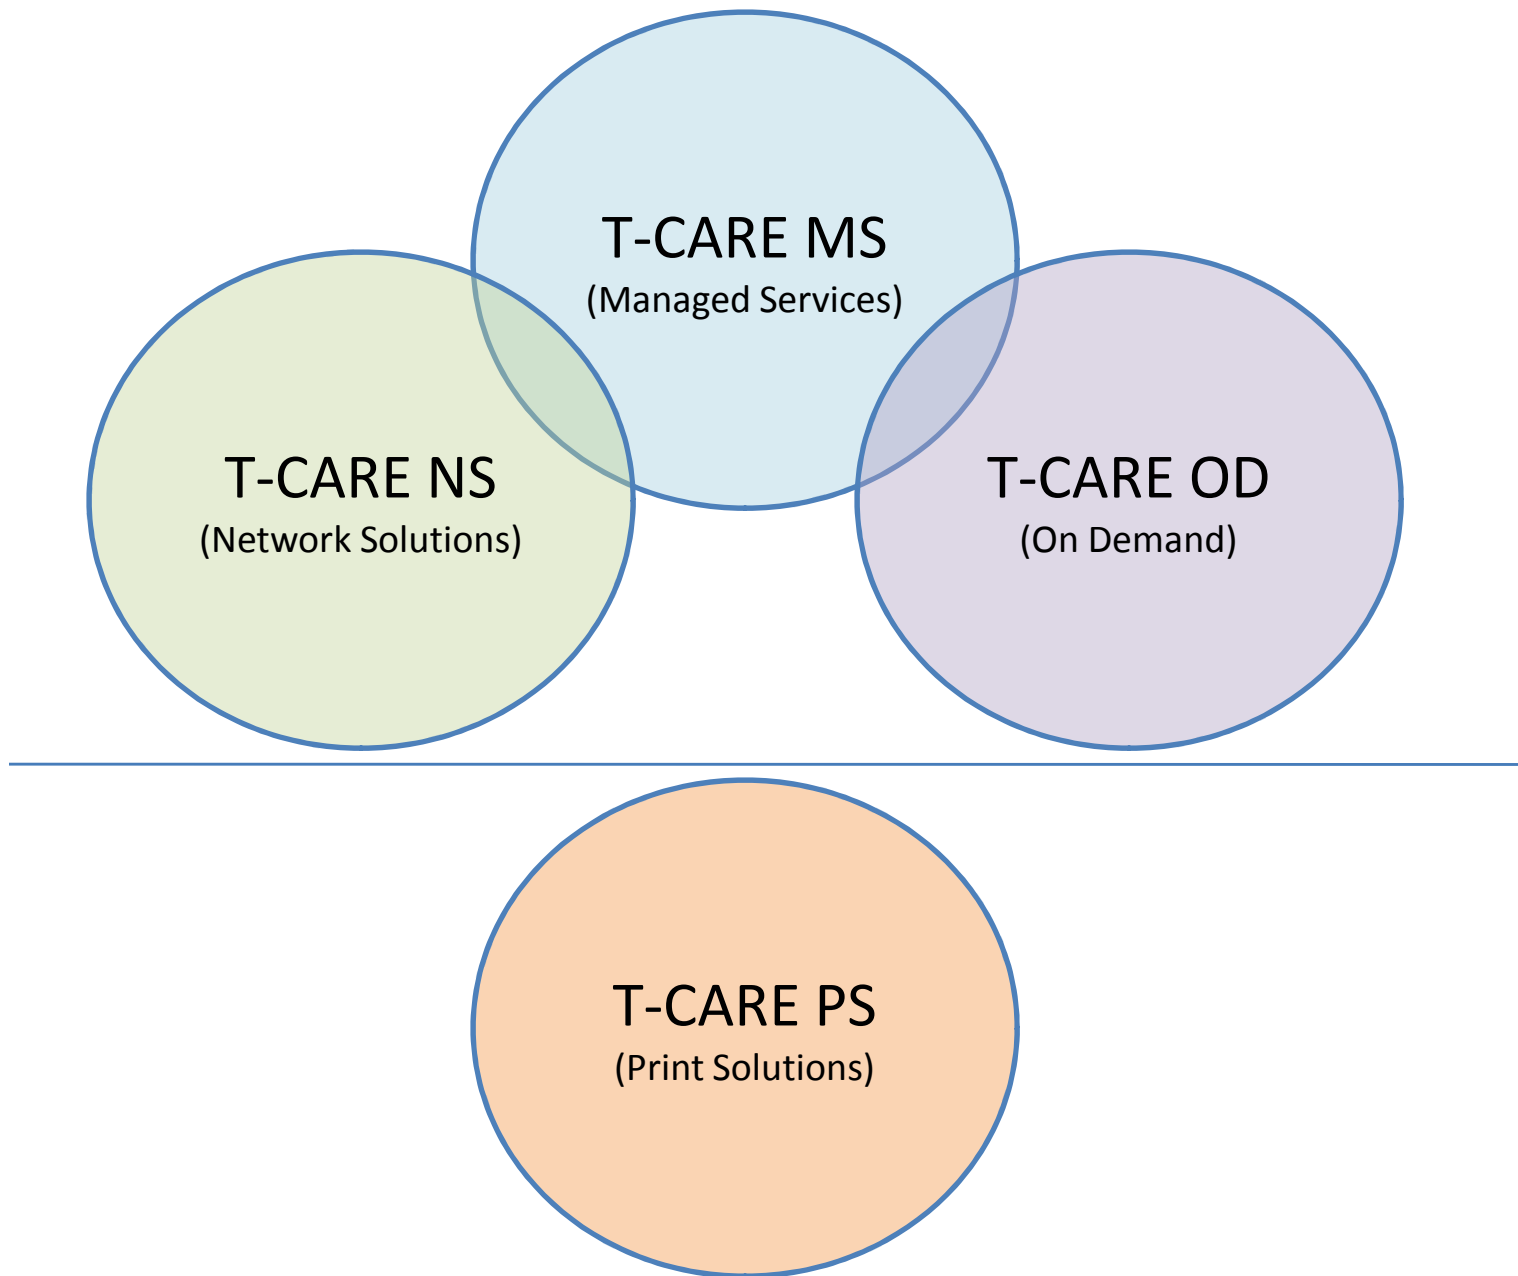 T-CARE MS
(Managed Services)
T-CARE NS
(Network Solutions)
T-CARE OD
(On Demand)
T-CARE PS
(Print Solutions)